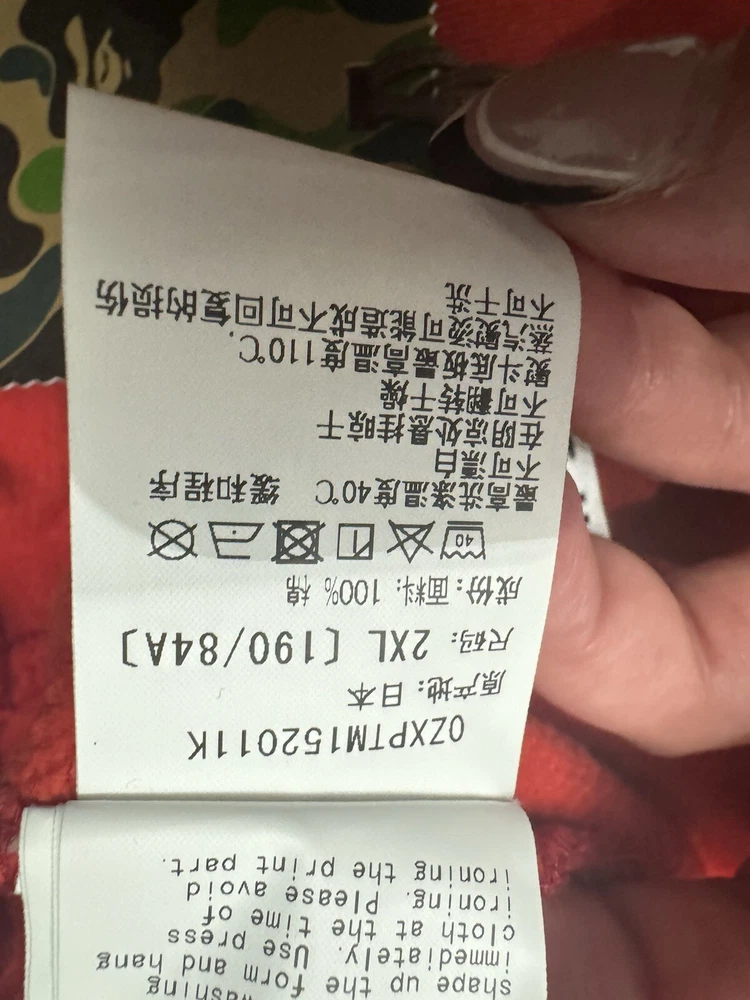 washing
shape up the form and hang
immediately. Use press
cloth at the time of
ironing. Please avoid
ironing the print part.
0ZXPTM152011K
原产地: 日本
尺码: 2XL [190/84A]
成份: 面料: 100% 棉
40
最高洗涤温度40℃ 缓和程序
不可漂白
在阴凉处悬挂晾干
不可翻转干燥
熨斗底板最高温度110℃.
蒸汽熨烫可能造成不可回复的损伤
不可干洗